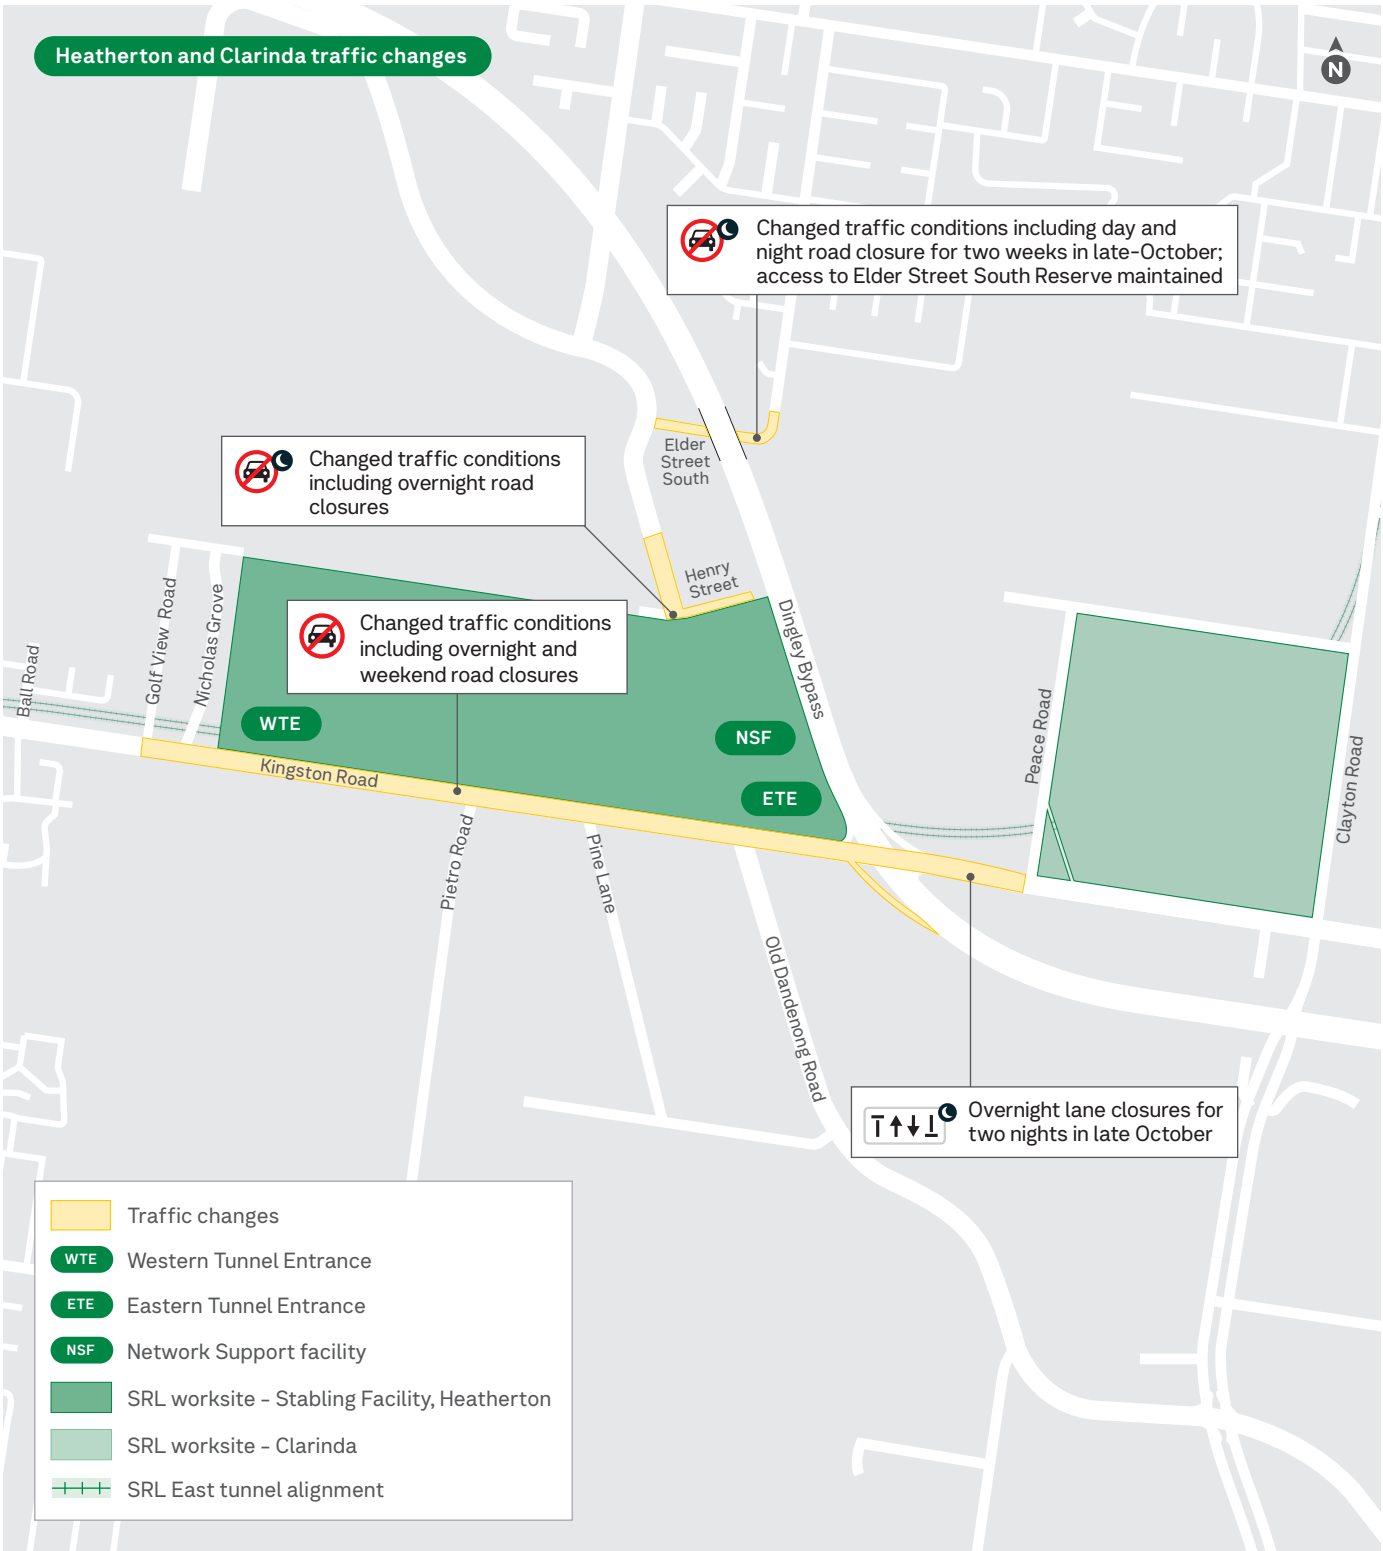 Heatherton and Clarinda traffic changes
N
Changed traffic conditions including day and
night road closure for two weeks in late-October;
access to Elder Street South Reserve maintained
Elder
Street
South
Changed traffic conditions
including overnight road
closures
Henry
Street
Changed traffic conditions
including overnight and
weekend road closures
Dingley Bypass
Golf View Road
Nicholas Grove
Ball Road
WTE
NSF
ETE
Kingston Road
Peace Road
Clayton Road
Pietro Road
Pine Lane
Old Dandenong Road
Overnight lane closures for
two nights in late October
Traffic changes
WTE Western Tunnel Entrance
ETE Eastern Tunnel Entrance
NSF Network Support facility
SRL worksite - Stabling Facility, Heatherton
SRL worksite - Clarinda
SRL East tunnel alignment